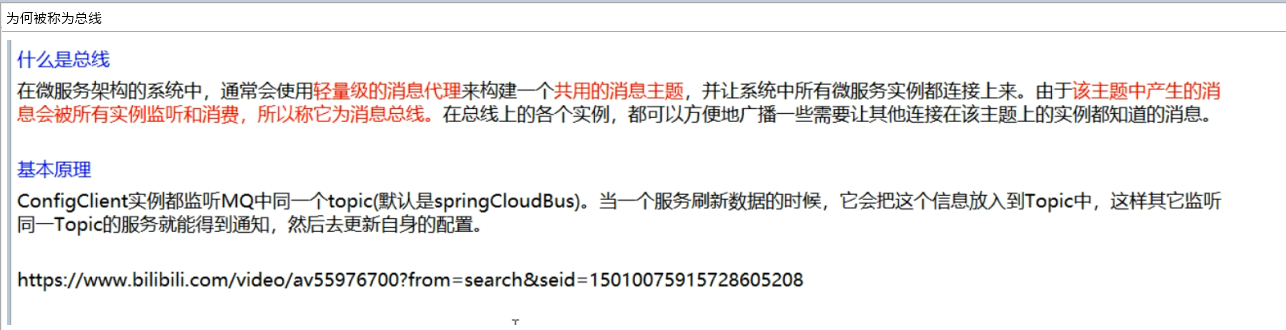 为何被称为总线
什么是总线
在微服务架构的系统中，通常会使用轻量级的消息代理来构建一个共用的消息主题，并让系统中所有微服务实例都连接上来。由于该主题中产生的消
息会被所有实例监听和消费，所以称它为消息总线。在总线上的各个实例，都可以方便地广播一些需要让其他连接在该主题上的实例都知道的消息。
基本原理
ConfigClient实例都监听MQ中同一个topic(默认是springCloudBus)。当一个服务刷新数据的时候，它会把这个信息放入到Topic中，这样其它监听
同一Topic的服务就能得到通知，然后去更新自身的配置。
https://www.bilibili.com/video/av55976700?from=search&seid=15010075915728605208